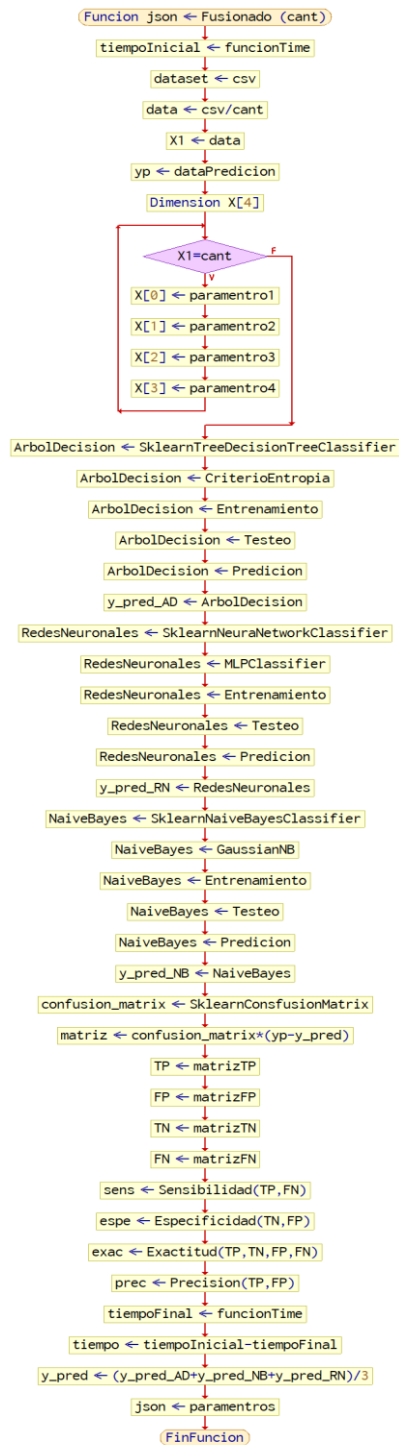 Funcion json ← Fusionado (cant)
tiempoInicial ← funcionTime
dataset ← csv
data ← csv/cant
X1 ← data
yp ← dataPredicion
Dimension X[4]
X1=cant
F
V
X[0] ← paramentro1
X[1] ← paramentro2
X[2] ← paramentro3
X[3] ← paramentro4
ArbolDecision ← SklearnTreeDecisionTreeClassifier
ArbolDecision ← CriterioEntropia
ArbolDecision ← Entrenamiento
ArbolDecision ← Testeo
ArbolDecision ← Predicion
y_pred_AD ← ArbolDecision
RedesNeuronales ← SklearnNeuraNetworkClassifier
RedesNeuronales ← MLPClassifier
RedesNeuronales ← Entrenamiento
RedesNeuronales ← Testeo
RedesNeuronales ← Predicion
y_pred_RN ← RedesNeuronales
NaiveBayes ← SklearnNaiveBayesClassifier
NaiveBayes ← GaussianNB
NaiveBayes ← Entrenamiento
NaiveBayes ← Testeo
NaiveBayes ← Predicion
y_pred_NB ← NaiveBayes
confusion_matrix ← SklearnConsfusionMatrix
matriz ← confusion_matrix*(yp-y_pred)
TP ← matrizTP
FP ← matrizFP
TN ← matrizTN
FN ← matrizFN
sens ← Sensibilidad(TP,FN)
espe ← Especificidad(TN,FP)
exac ← Exactitud(TP,TN,FP,FN)
prec ← Precision(TP,FP)
tiempoFinal ← funcionTime
tiempo ← tiempoInicial-tiempoFinal
y_pred ← (y_pred_AD+y_pred_NB+y_pred_RN)/3
json ← paramentros
FinFuncion